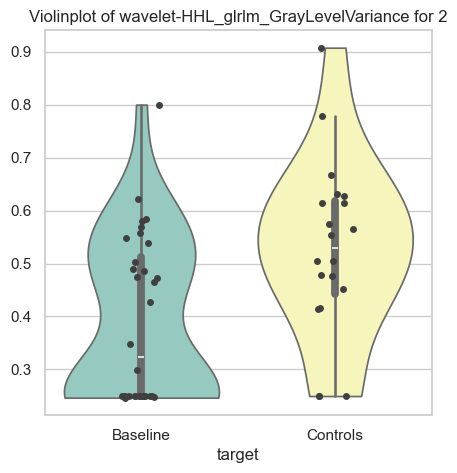 Violinplot of wavelet-HHL_glrlm_GrayLevelVariance for 2
0.9
0.8
0.7
0.6
0.5
0.4
0.3
Baseline
Controls
target